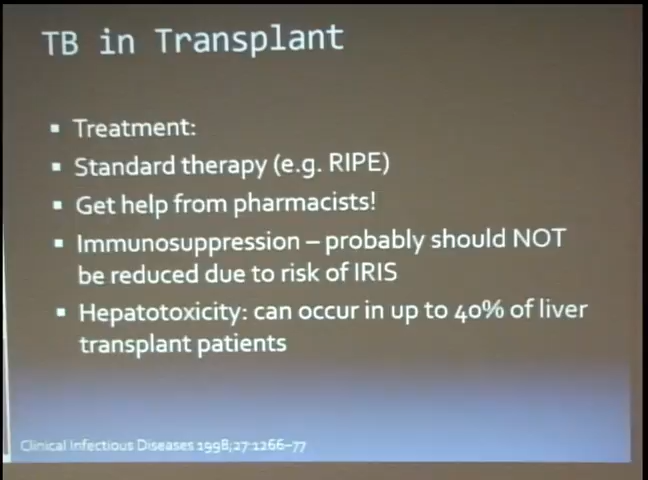 TB in Transplant
▪ Treatment:
▪ Standard therapy (e.g. RIPE)
▪ Get help from pharmacists!
▪ Immunosuppression – probably should NOT
be reduced due to risk of IRIS
▪ Hepatotoxicity: can occur in up to 40% of liver
transplant patients
Clinical Infectious Diseases 1998;27:1266–77